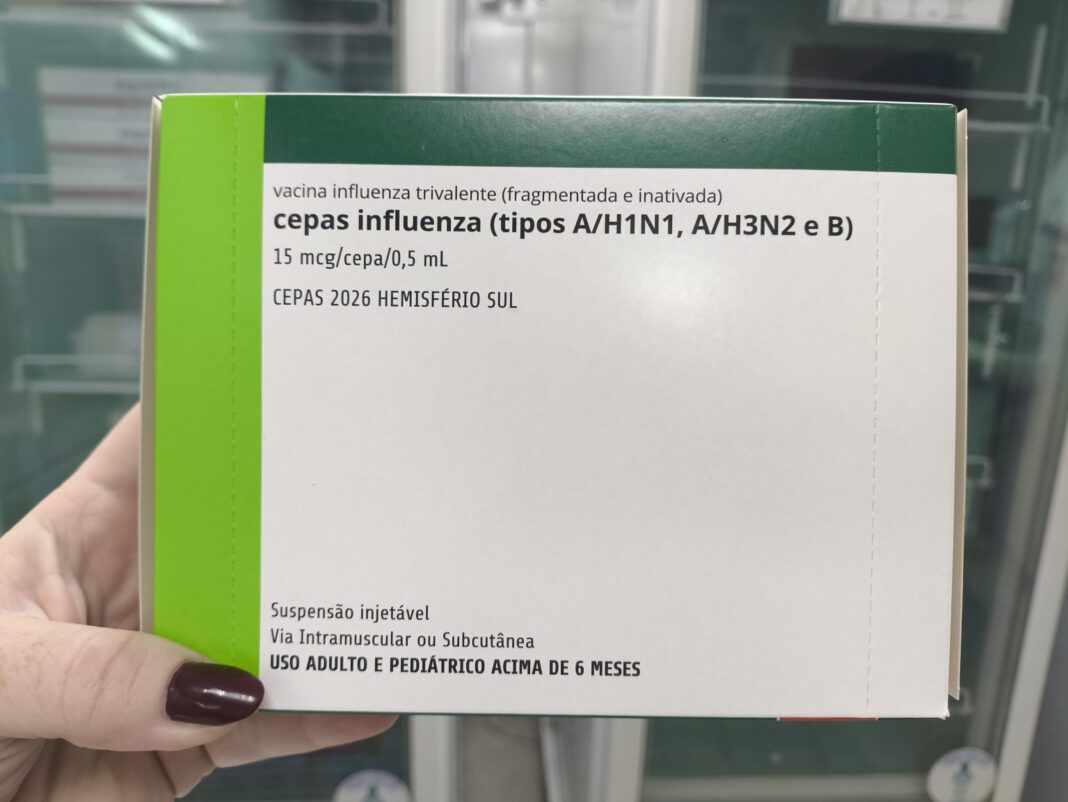 vacina influenza trivalente (fragmentada e inativada)
cepas influenza (tipos A/H1N1, A/H3N2 e B)
15 mcg/cepa/0,5 mL
CEPAS 2026 HEMISFÉRIO SUL
Suspensão injetável
Via Intramuscular ou Subcutânea
USO ADULTO E PEDIÁTRICO ACIMA DE 6 MESES